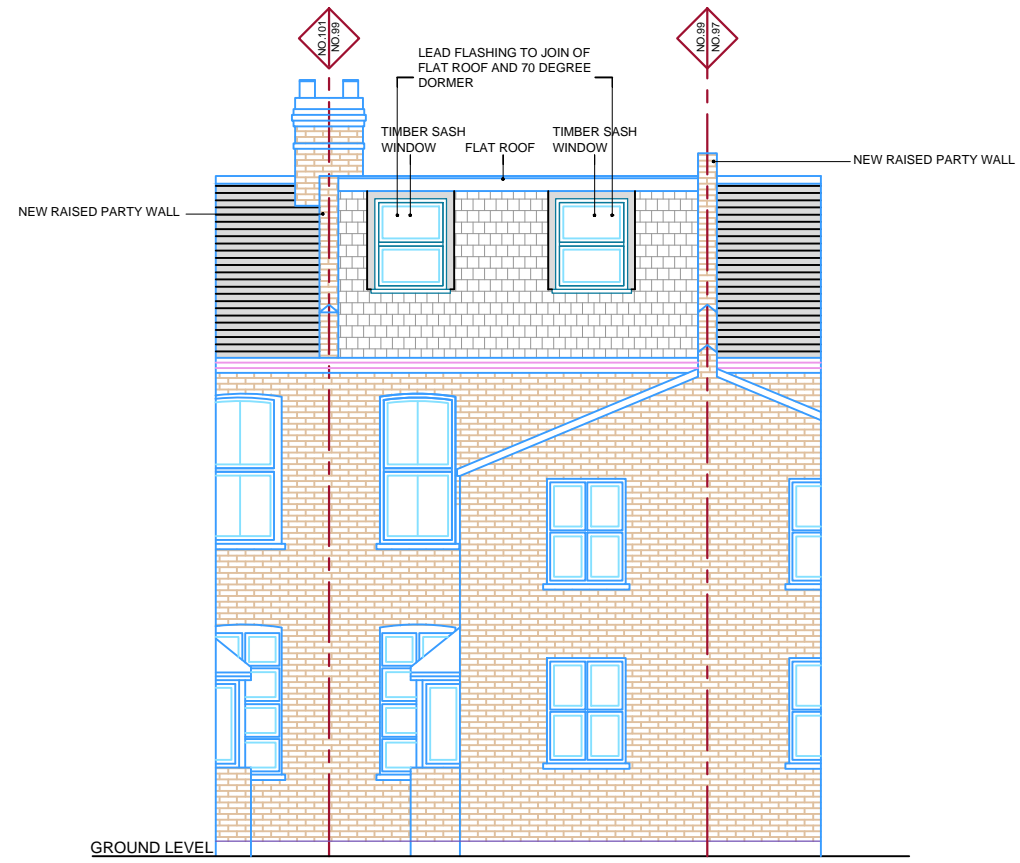 NO.101
NO.99
NO.99
NO.97
LEAD FLASHING TO JOIN OF
FLAT ROOF AND 70 DEGREE
DORMER
TIMBER SASH
WINDOW
FLAT ROOF
TIMBER SASH
WINDOW
NEW RAISED PARTY WALL
NEW RAISED PARTY WALL
GROUND LEVEL